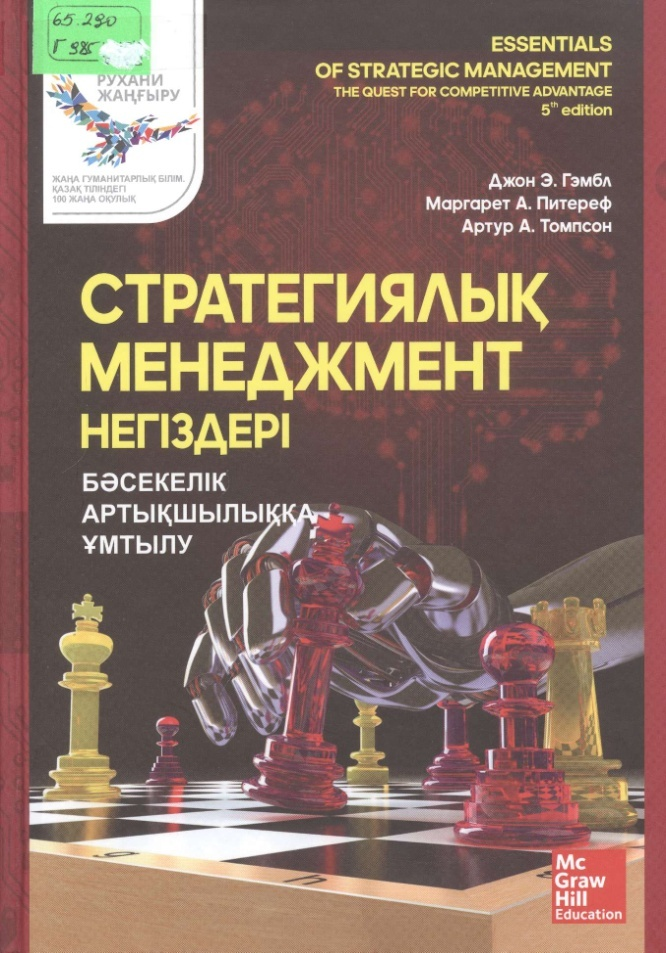 65.290
Г 985
РУХАНИ
ЖАҢҒЫРУ
ЖАҢА ГУМАНИТАРЛЫҚ БІЛІМ.
ҚАЗАҚ ТІЛІНДЕГІ
100 ЖАҢА ОҚУЛЫҚ
ESSENTIALS
OF STRATEGIC MANAGEMENT
THE QUEST FOR COMPETITIVE ADVANTAGE
5th edition
Джон Э. Гэмбл
Маргарет А. Питереф
Артур А. Томпсон
СТРАТЕГИЯЛЫҚ
МЕНЕДЖМЕНТ
НЕГІЗДЕРІ
БӘСЕКЕЛІК
АРТЫҚШЫЛЫҚҚА
ҰМТЫЛУ
g
h
Mc
Graw
Hill
Education